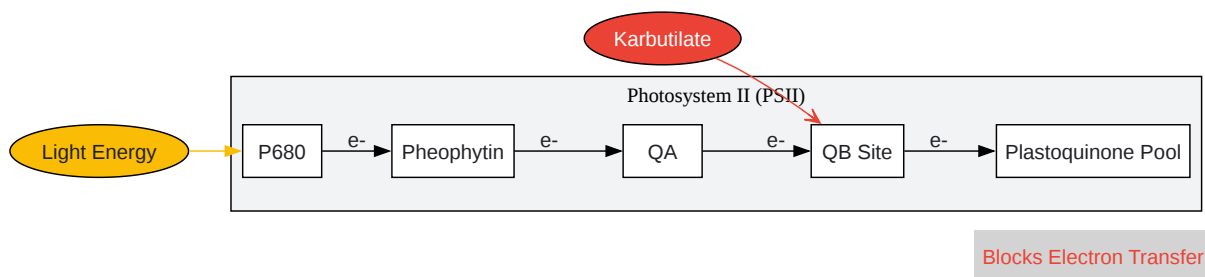 Karbutilate
Photosystem II (PSII)
Light Energy
P680
e-
Pheophytin
e-
QA
e-
QB Site
e-
Plastoquinone Pool
Blocks Electron Transfer